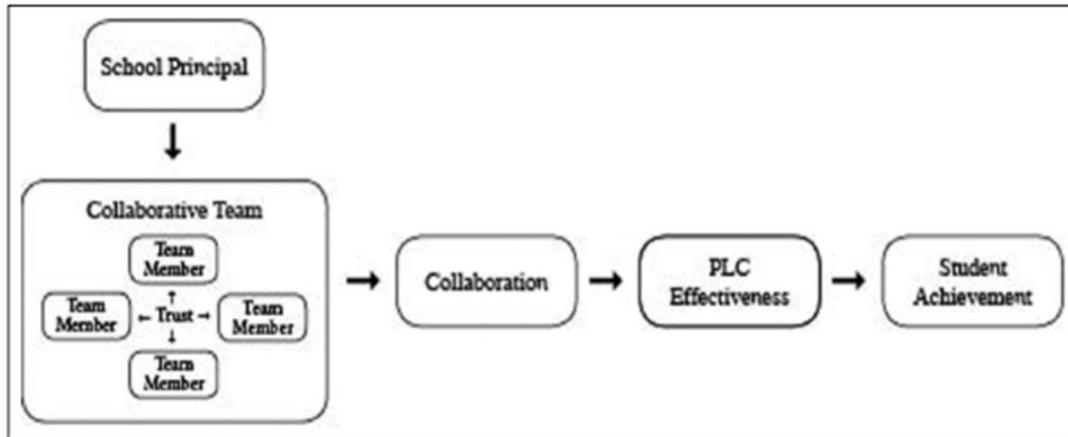 School Principal
Collaborative Team
Team
Member
Team
Member
Trust
Team
Member
Team
Member
Collaboration
PLC
Effectiveness
Student
Achievement